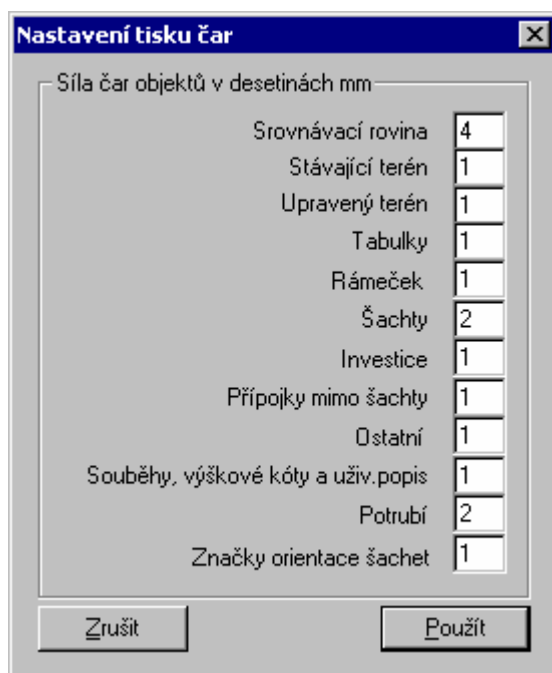 Nastavení tisku čar
Síla čar objektů v desetinách mm
Srovnávací rovina 4
Stávající terén 1
Upravený terén 1
Tabulky 1
Rámeček 1
Šachty 2
Investice 1
Přípojky mimo šachty 1
Ostatní 1
Souběhy, výškové kóty a uživ.popis 1
Potrubí 2
Značky orientace šachet 1
Zrušit Použít